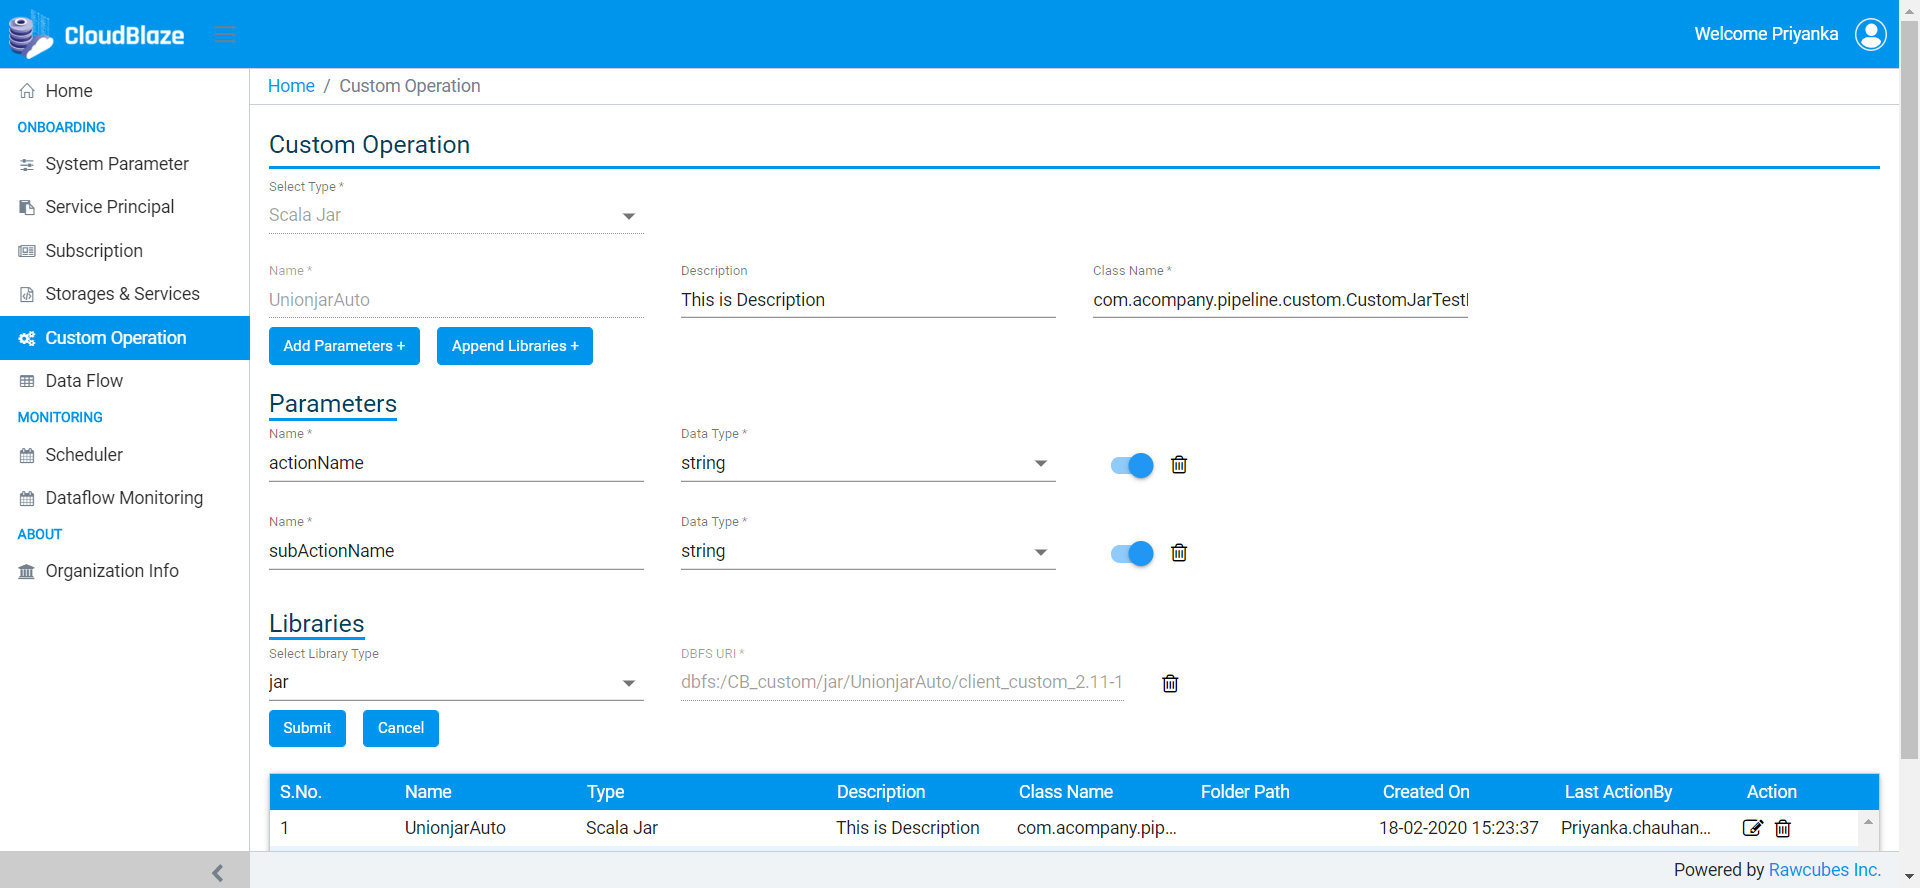 CloudBlaze
Welcome Priyanka
Home
ONBOARDING
System Parameter
Service Principal
Subscription
Storages & Services
Custom Operation
Data Flow
MONITORING
Scheduler
Dataflow Monitoring
ABOUT
Organization Info
Home / Custom Operation
Custom Operation
Select Type *
Scala Jar
Name * Description Class Name *
UnionjarAuto This is Description com.acompany.pipeline.custom.CustomJarTest
Add Parameters + Append Libraries +
Parameters
Name * Data Type *
actionName string
Name * Data Type *
subActionName string
Libraries
Select Library Type DBFS URI *
jar dbfs:/CB_custom/jar/UnionjarAuto/client_custom_2.11-1
Submit Cancel
S.No. Name Type Description Class Name Folder Path Created On Last ActionBy Action
1 UnionjarAuto Scala Jar This is Description com.acompany.pip... 18-02-2020 15:23:37 Priyanka.chauhan...
Powered by Rawcubes Inc.